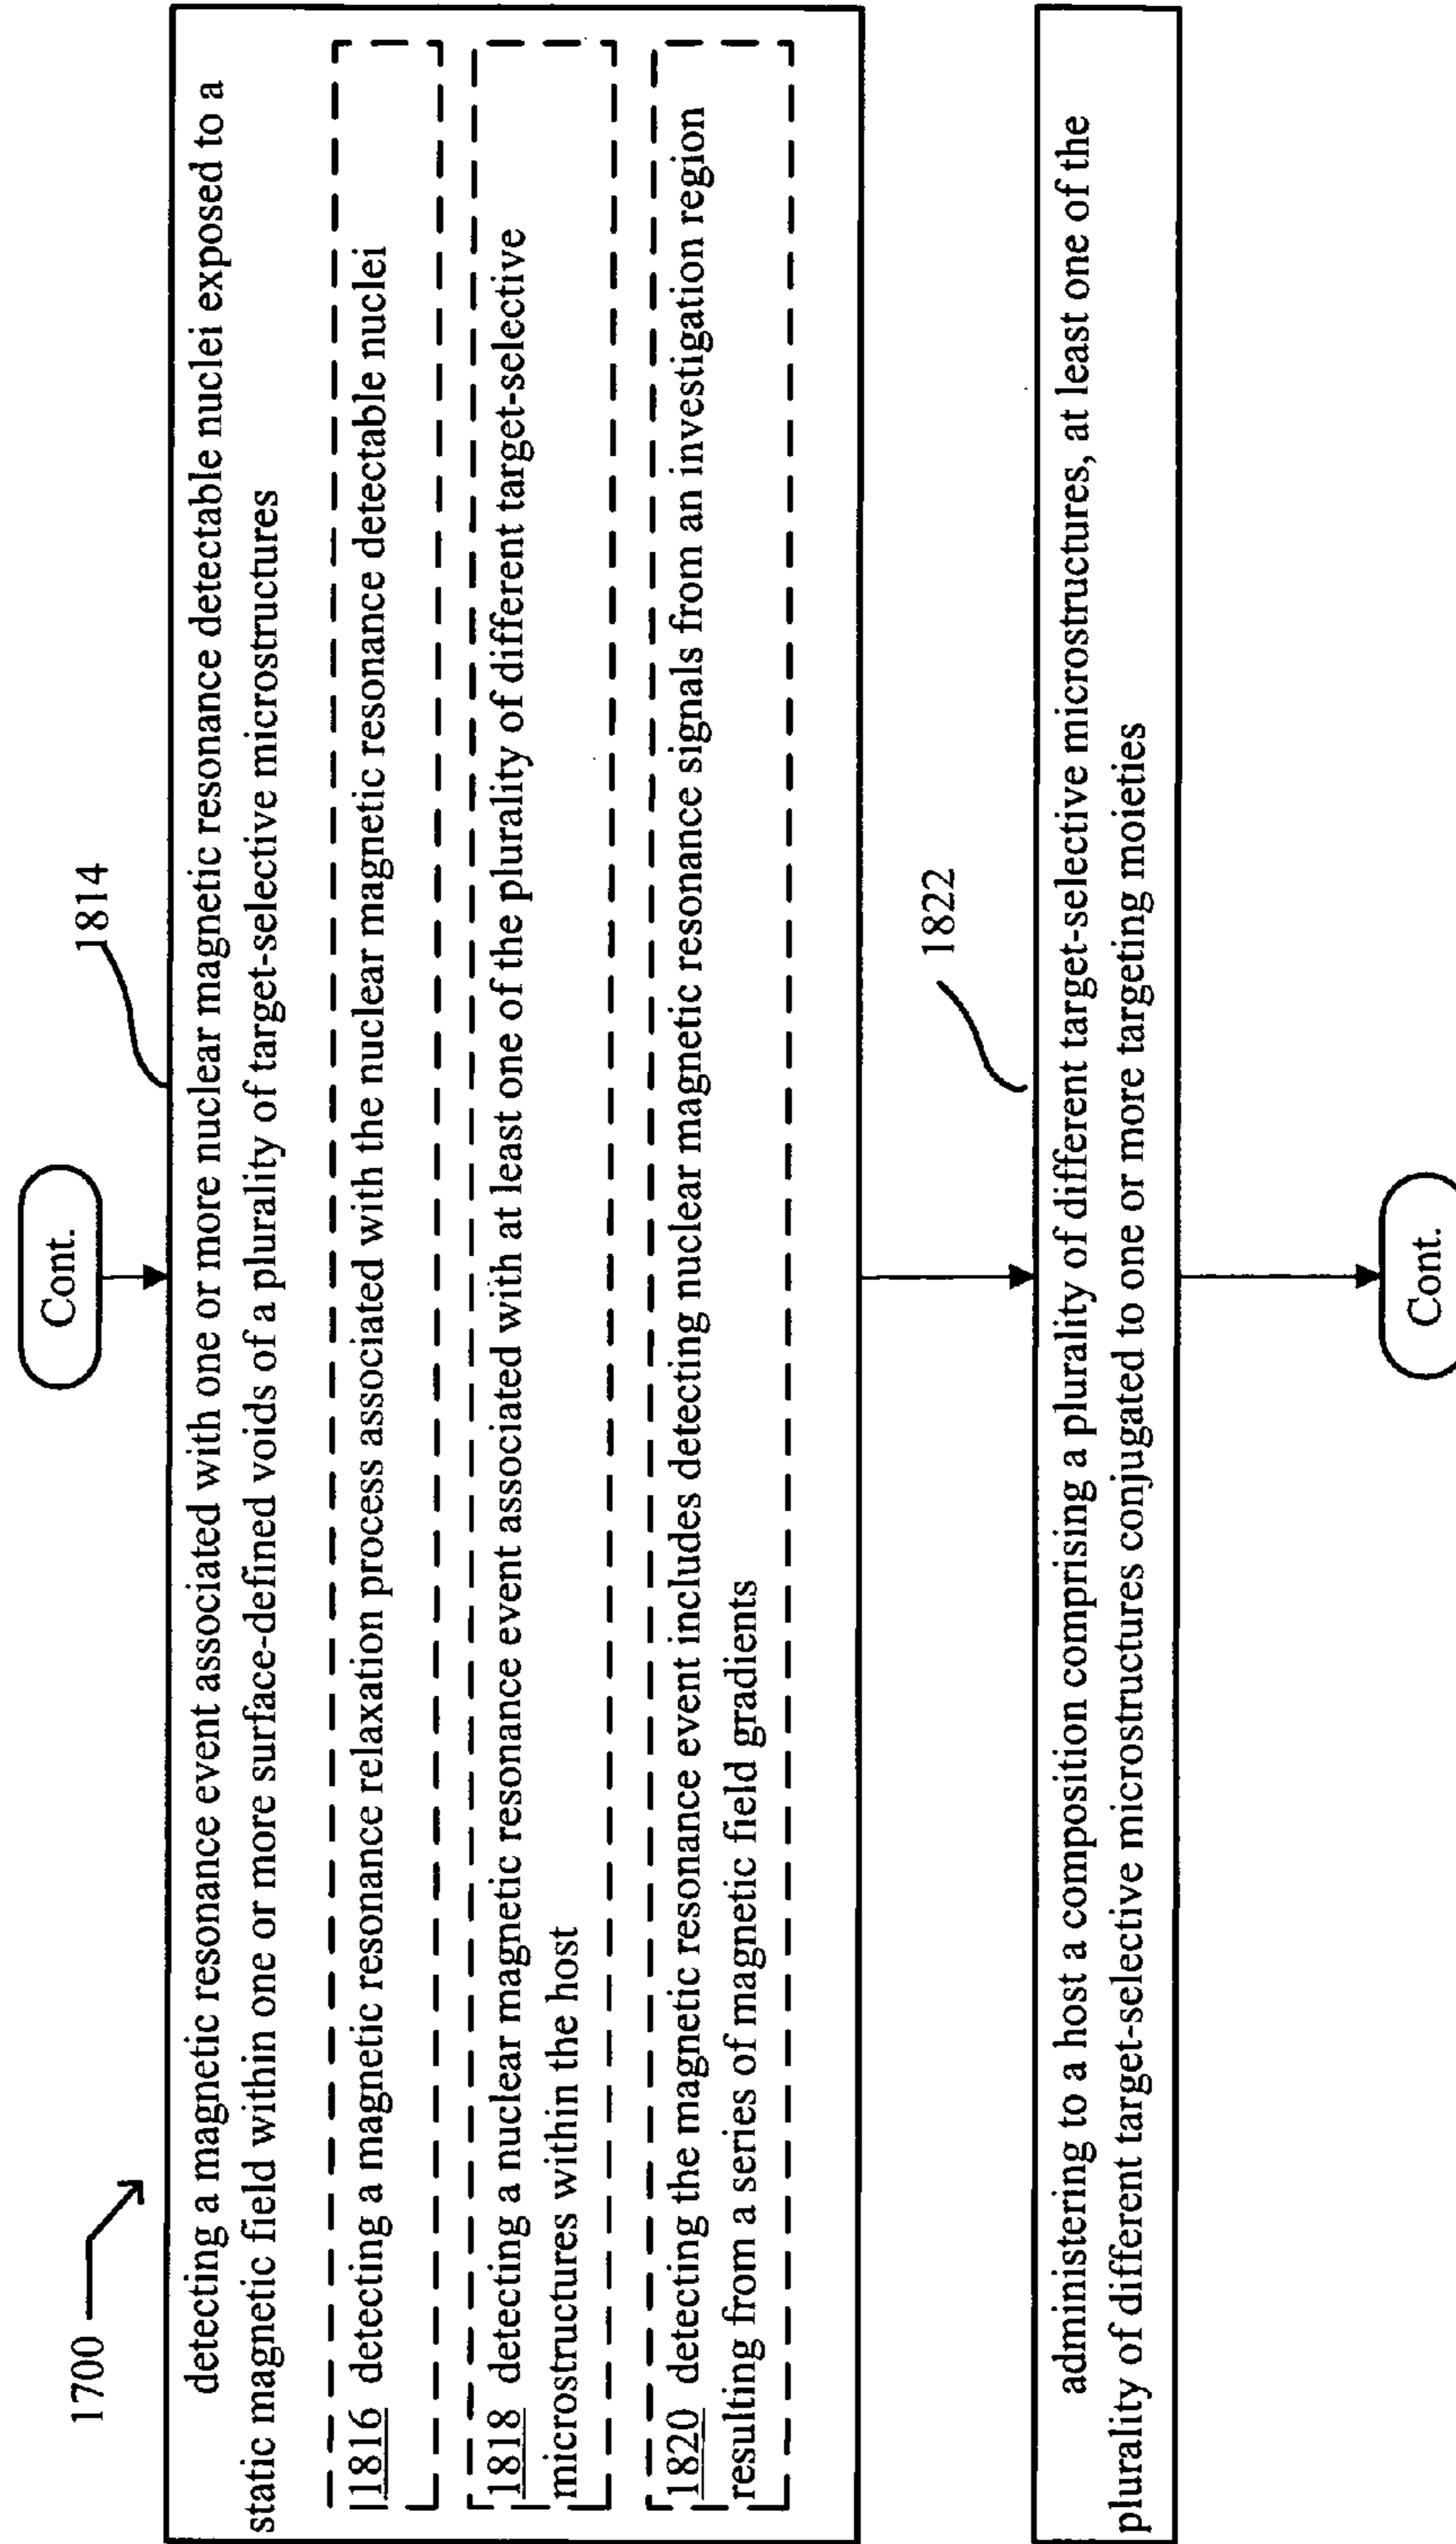 1700
Cont.
1814
detecting a magnetic resonance event associated with one or more nuclear magnetic resonance detectable nuclei exposed to a
static magnetic field within one or more surface-defined voids of a plurality of target-selective microstructures
1816 detecting a magnetic resonance relaxation process associated with the nuclear magnetic resonance detectable nuclei
1818 detecting a nuclear magnetic resonance event associated with at least one of the plurality of different target-selective
microstructures within the host
1820 detecting the magnetic resonance event includes detecting nuclear magnetic resonance signals from an investigation region
resulting from a series of magnetic field gradients
1822
administering to a host a composition comprising a plurality of different target-selective microstructures, at least one of the
plurality of different target-selective microstructures conjugated to one or more targeting moieties
Cont.